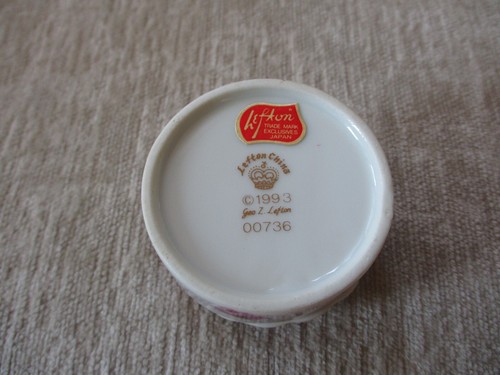 Lefton
TRADE MARK
EXCLUSIVES
JAPAN
Lefton China
©1993
Geo Z. Lefton
00736